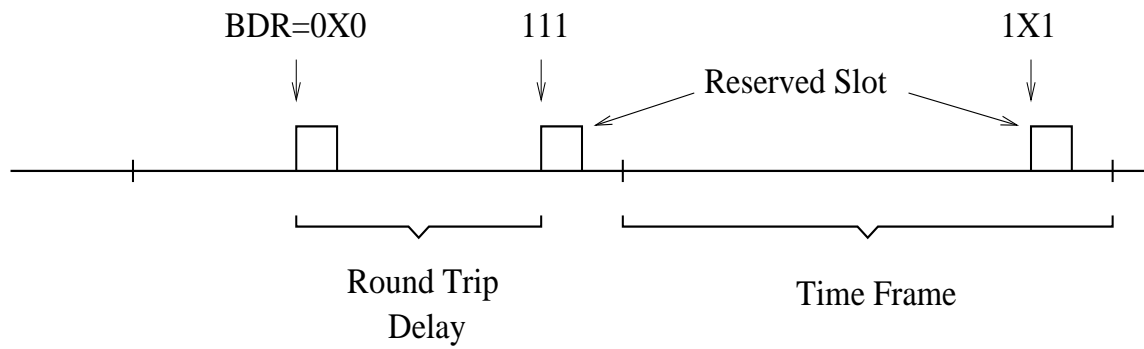 BDR=0X0 111 1X1
Reserved Slot
Round Trip
Delay
Time Frame